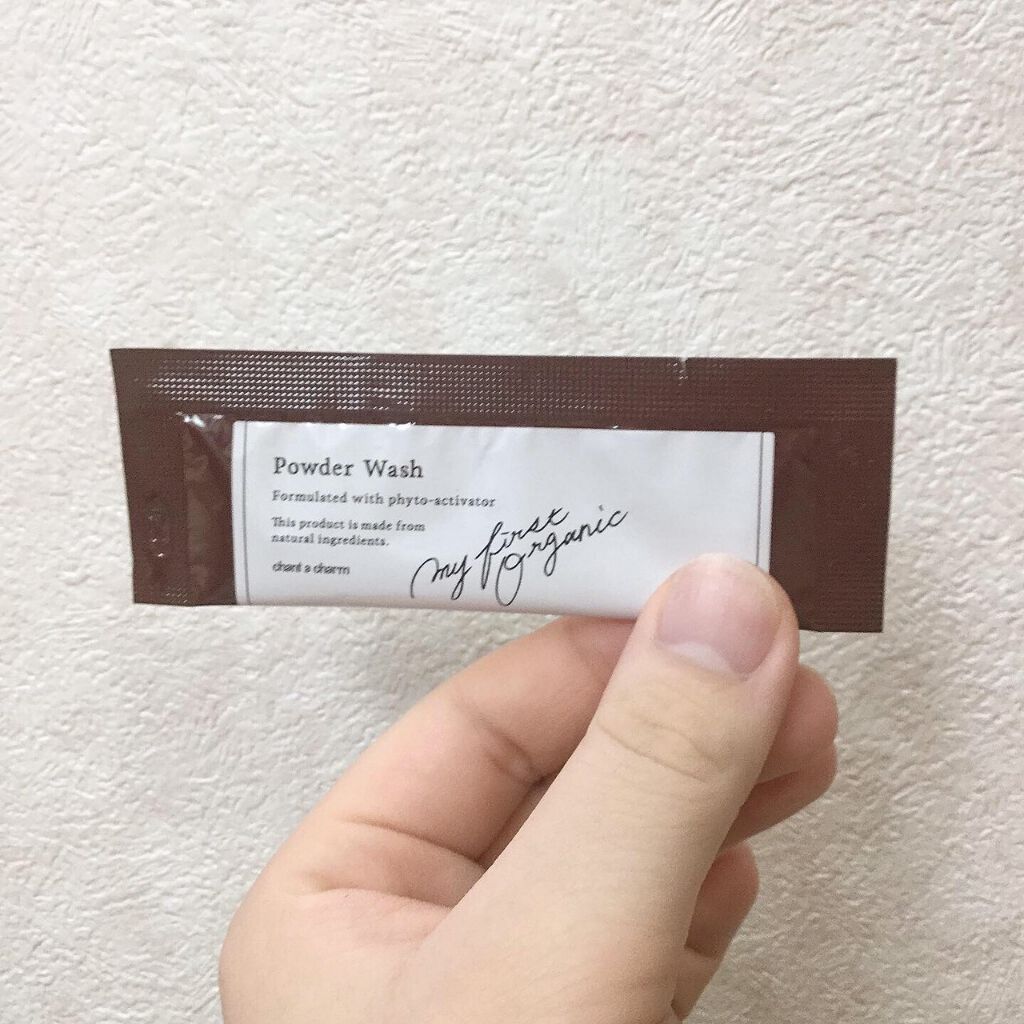 Powder Wash
Formulated with phyto-activator
This product is made from
natural ingredients.
chant a charm
my first
Organic